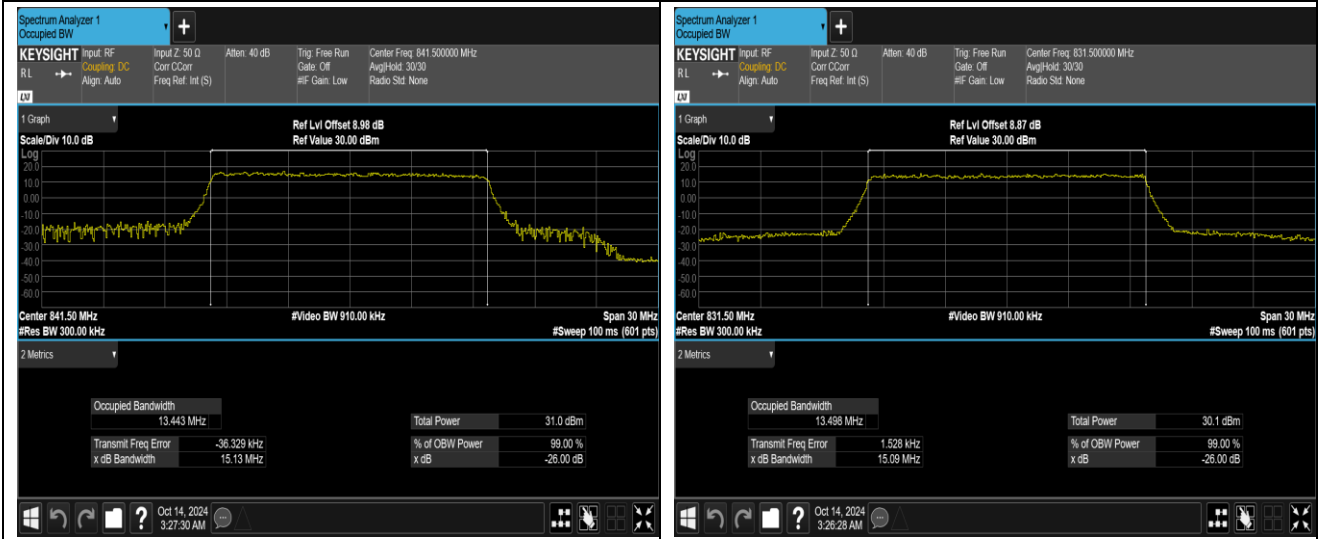 Spectrum Analyzer 1
Occupied BW
+
KEYSIGHT Input: RF Input Z: 50 Ω Atten: 40 dB Trig: Free Run Center Freq: 841.500000 MHz
RL Coupling: DC Corr CCorr Gate: Off Avg|Hold: 30/30
Align: Auto Freq Ref: Int (S) #IF Gain: Low Radio Std: None
LXI
1 Graph
Ref Lvl Offset 8.98 dB
Scale/Div 10.0 dB Ref Value 30.00 dBm
Log
20.0
10.0
0.00
-10.0
-20.0
-30.0
-40.0
-50.0
-60.0
Center 841.50 MHz #Video BW 910.00 kHz Span 30 MHz
#Res BW 300.00 kHz #Sweep 100 ms (601 pts)
2 Metrics
Occupied Bandwidth
13.443 MHz Total Power 31.0 dBm
Transmit Freq Error -36.329 kHz % of OBW Power 99.00 %
x dB Bandwidth 15.13 MHz x dB -26.00 dB
? Oct 14, 2024
3:27:30 AM
Spectrum Analyzer 1
Occupied BW
+
KEYSIGHT Input: RF Input Z: 50 Ω Atten: 40 dB Trig: Free Run Center Freq: 831.500000 MHz
RL Coupling: DC Corr CCorr Gate: Off Avg|Hold: 30/30
Align: Auto Freq Ref: Int (S) #IF Gain: Low Radio Std: None
LXI
1 Graph
Ref Lvl Offset 8.87 dB
Scale/Div 10.0 dB Ref Value 30.00 dBm
Log
20.0
10.0
0.00
-10.0
-20.0
-30.0
-40.0
-50.0
-60.0
Center 831.50 MHz #Video BW 910.00 kHz Span 30 MHz
#Res BW 300.00 kHz #Sweep 100 ms (601 pts)
2 Metrics
Occupied Bandwidth
13.498 MHz Total Power 30.1 dBm
Transmit Freq Error 1.528 kHz % of OBW Power 99.00 %
x dB Bandwidth 15.09 MHz x dB -26.00 dB
? Oct 14, 2024
3:26:28 AM